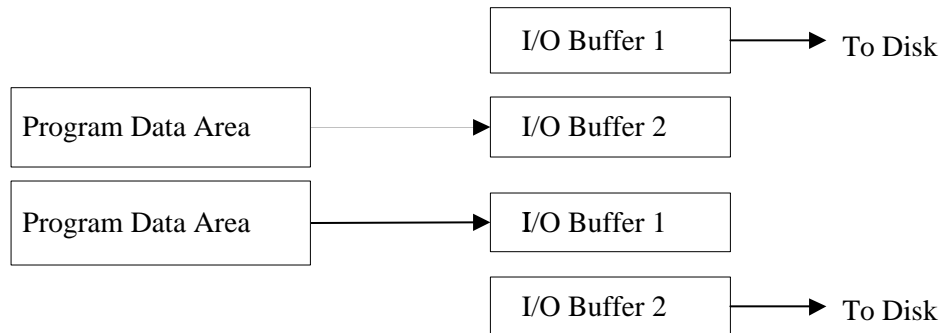 I/O Buffer 1
To Disk
Program Data Area
I/O Buffer 2
Program Data Area
I/O Buffer 1
I/O Buffer 2
To Disk